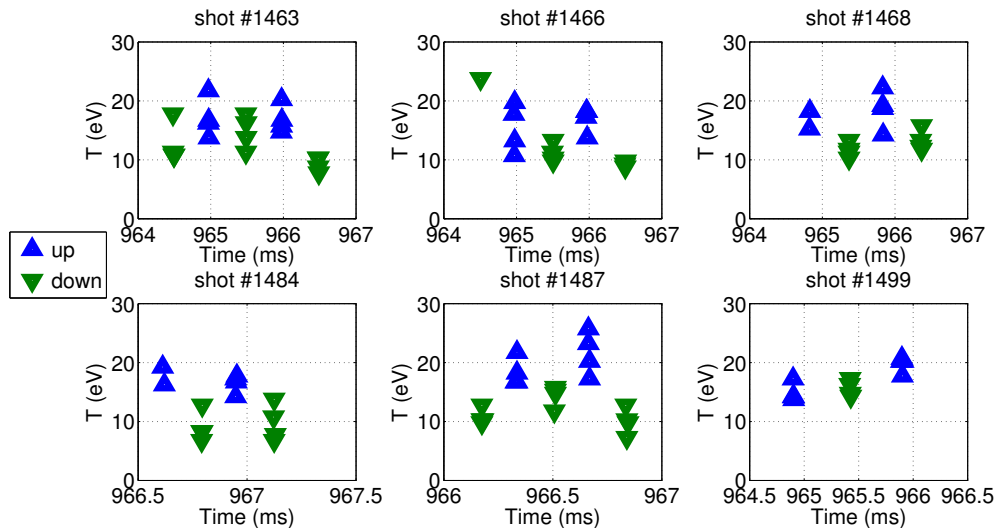 shot #1463
shot #1466
shot #1468
30
20
10
0
T (eV)
964
965
966
967
Time (ms)
30
20
10
0
T (eV)
964
965
966
967
Time (ms)
30
20
10
0
T (eV)
964
965
966
967
Time (ms)
up
down
shot #1484
shot #1487
shot #1499
30
20
10
0
T (eV)
966.5
967
967.5
Time (ms)
30
20
10
0
T (eV)
966
966.5
967
Time (ms)
30
20
10
0
T (eV)
964.5
965
965.5
966
966.5
Time (ms)